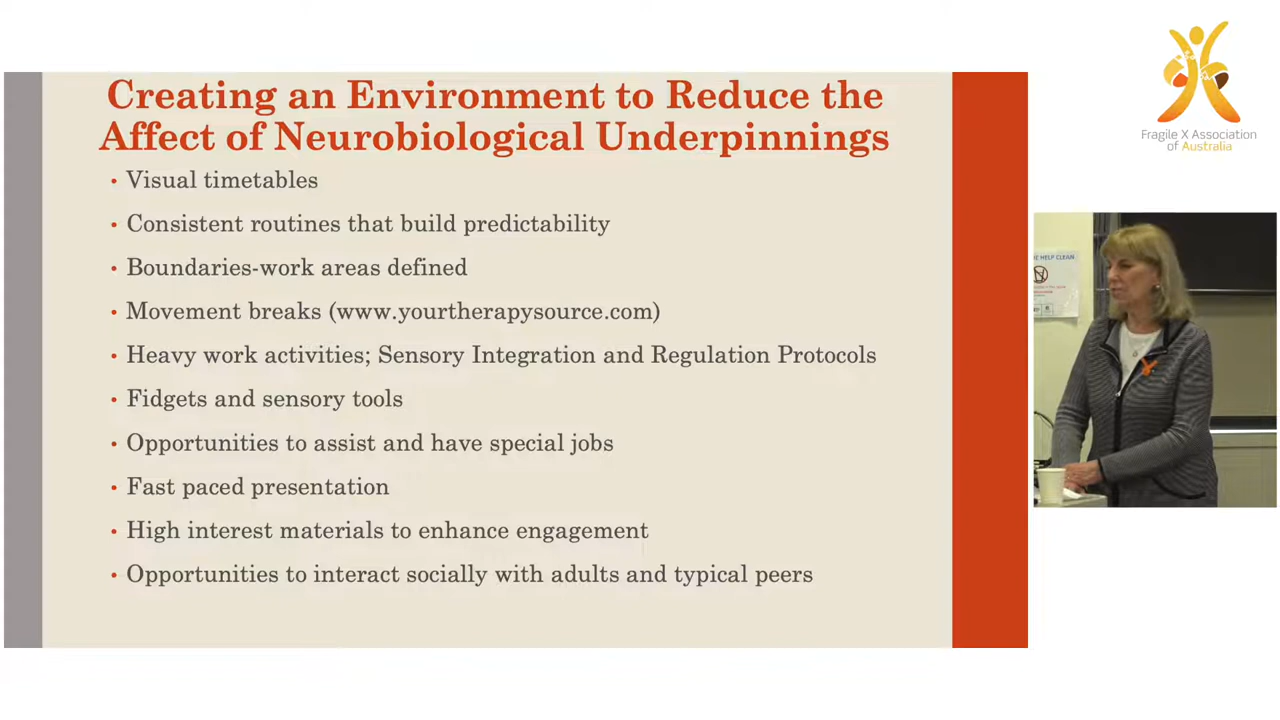 Creating an Environment to Reduce the
Affect of Neurobiological Underpinnings
• Visual timetables
• Consistent routines that build predictability
• Boundaries-work areas defined
• Movement breaks (www.yourtherapysource.com)
• Heavy work activities; Sensory Integration and Regulation Protocols
• Fidgets and sensory tools
• Opportunities to assist and have special jobs
• Fast paced presentation
• High interest materials to enhance engagement
• Opportunities to interact socially with adults and typical peers
Fragile X Association
of Australia
HELP CLEAN